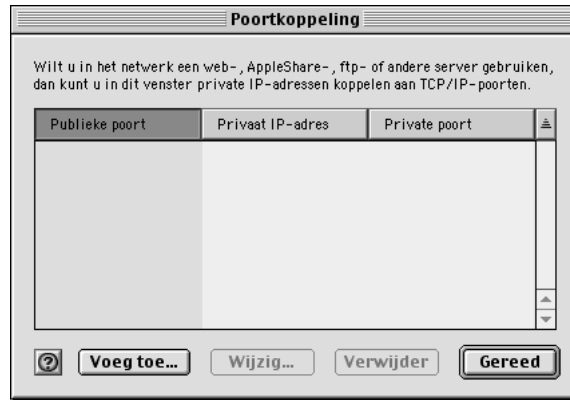 Poortkoppeling
Wilt u in het netwerk een web-, AppleShare-, ftp- of andere server gebruiken,
dan kunt u in dit venster private IP-adressen koppelen aan TCP/IP-poorten.
Publieke poort Privaat IP-adres Private poort
? Voeg toe... Wijzig... Verwijder Gereed